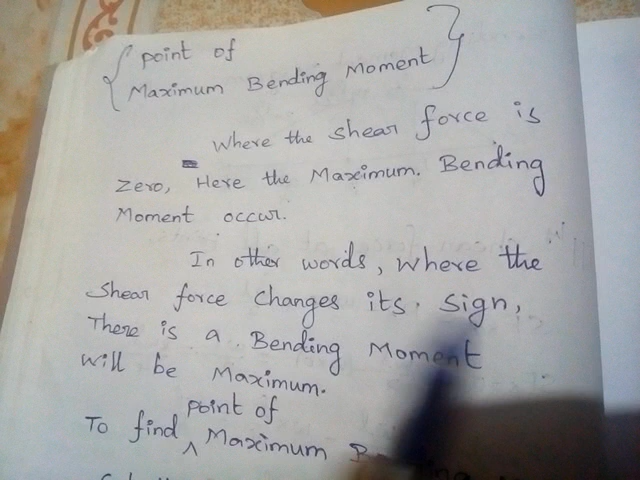 { point of
Maximum Bending Moment }
= Where the shear force is
Zero, Here the Maximum. Bending
Moment occur.
In other words, Where the
Shear force Changes its. Sign,
There is a. Bending Moment
will be Maximum.
point of
To find ^ Maximum